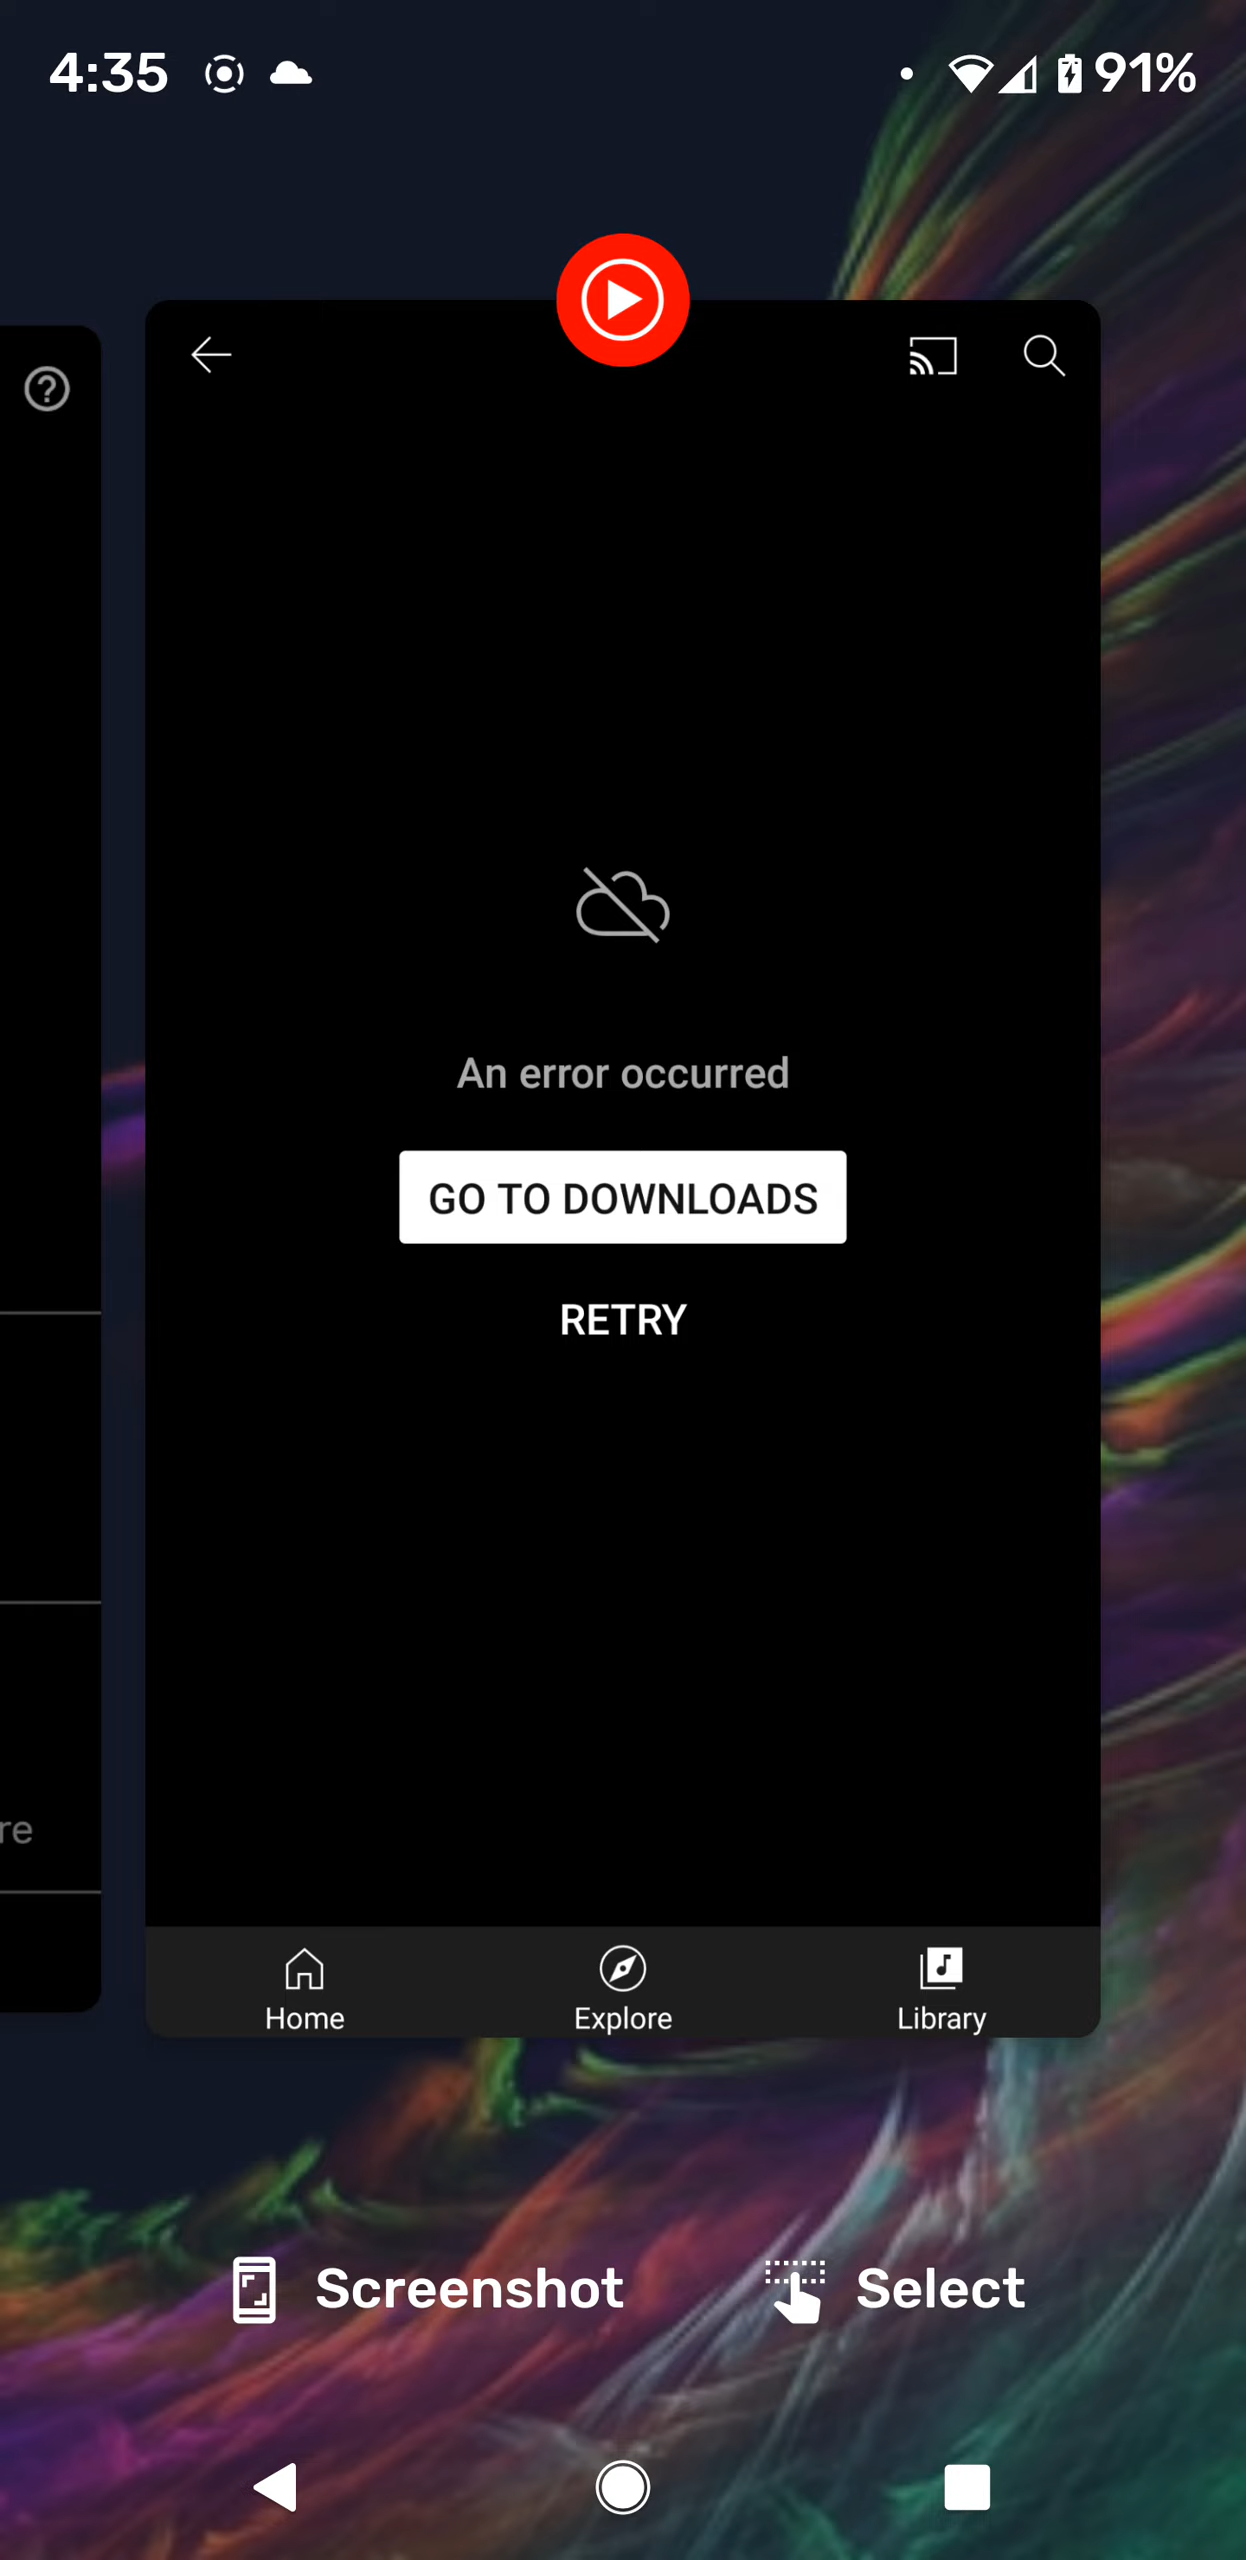 4:35
91%
An error occurred
GO TO DOWNLOADS
RETRY
re
Home
Explore
Library
Screenshot
Select